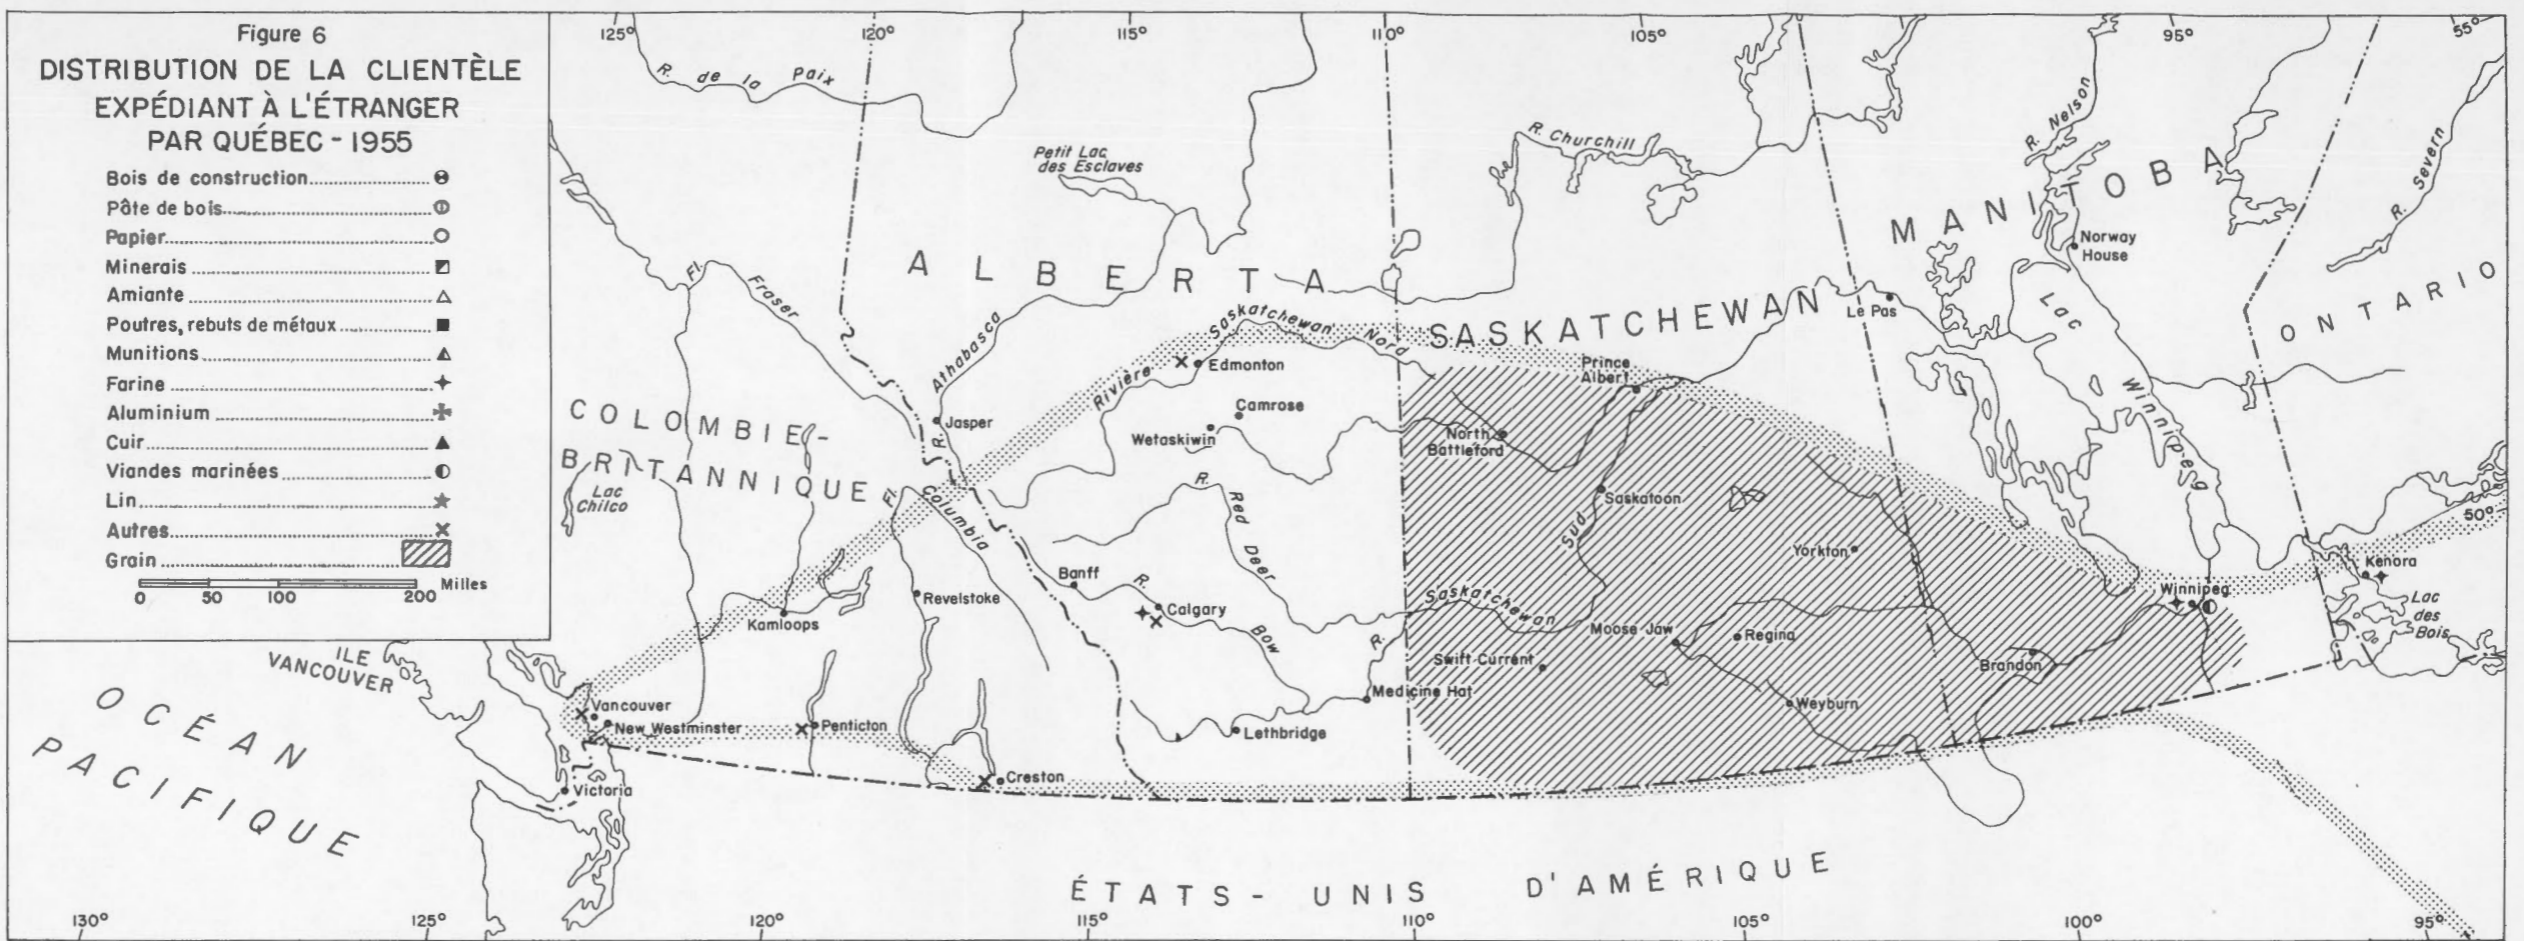 Figure 6
DISTRIBUTION DE LA CLIENTÈLE
EXPÉDIANT À L'ÉTRANGER
PAR QUÉBEC - 1955
Bois de construction
Pâte de bois
Papier
Minerais
Amiante
Poutres, rebuts de métaux
Munitions
Farine
Aluminium
Cuir
Viandes marinées
Lin
Autres
Grain
Milles
0 50 100 200
125° 120° 115° 110° 105° 95° 55°
R. de la Paix
Petit Lac
des Esclaves
R. Churchill
R. Nelson
R. Severn
MANITOBA
Norway
House
ALBERTA
Fl. Fraser
Athabasca
R.
Rivière Saskatchewan Nord
SASKATCHEWAN
Le Pas
Lac Winnipeg
ONTARIO
Edmonton
Prince
Albert
Camrose
Wetaskiwin
Jasper
COLOMBIE-
BRITANNIQUE
Lac
Chilco
Fl. Columbia
North
Battleford
R. Red Deer
Saskatoon
Sud
50°
Yorkton
Kenora
Banff
R. Bow
Calgary
Revelstoke
Kamloops
Saskatchewan
R.
Moose Jaw
Regina
Winnipeg
Lac
des
Bois
ILE
VANCOUVER
Swift Current
Brandon
Medicine Hat
Vancouver
New Westminster
Penticton
Lethbridge
Weyburn
Creston
Victoria
OCÉAN
PACIFIQUE
ÉTATS-UNIS D'AMÉRIQUE
130° 125° 120° 115° 110° 105° 100° 95°